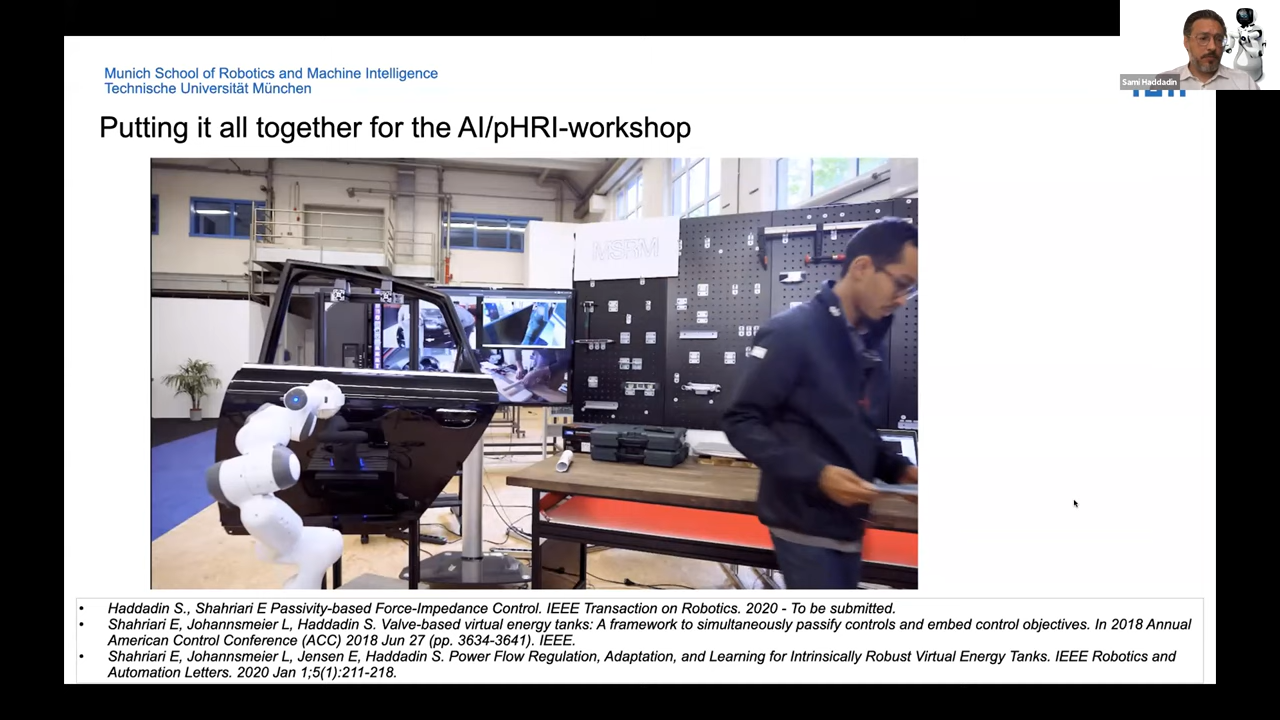 Sami Haddadin
Munich School of Robotics and Machine Intelligence
Technische Universität München
Putting it all together for the AI/pHRI-workshop
MSRM
• Haddadin S., Shahriari E Passivity-based Force-Impedance Control. IEEE Transaction on Robotics. 2020 - To be submitted.
• Shahriari E, Johannsmeier L, Haddadin S. Valve-based virtual energy tanks: A framework to simultaneously passify controls and embed control objectives. In 2018 Annual
American Control Conference (ACC) 2018 Jun 27 (pp. 3634-3641). IEEE.
• Shahriari E, Johannsmeier L, Jensen E, Haddadin S. Power Flow Regulation, Adaptation, and Learning for Intrinsically Robust Virtual Energy Tanks. IEEE Robotics and
Automation Letters. 2020 Jan 1;5(1):211-218.